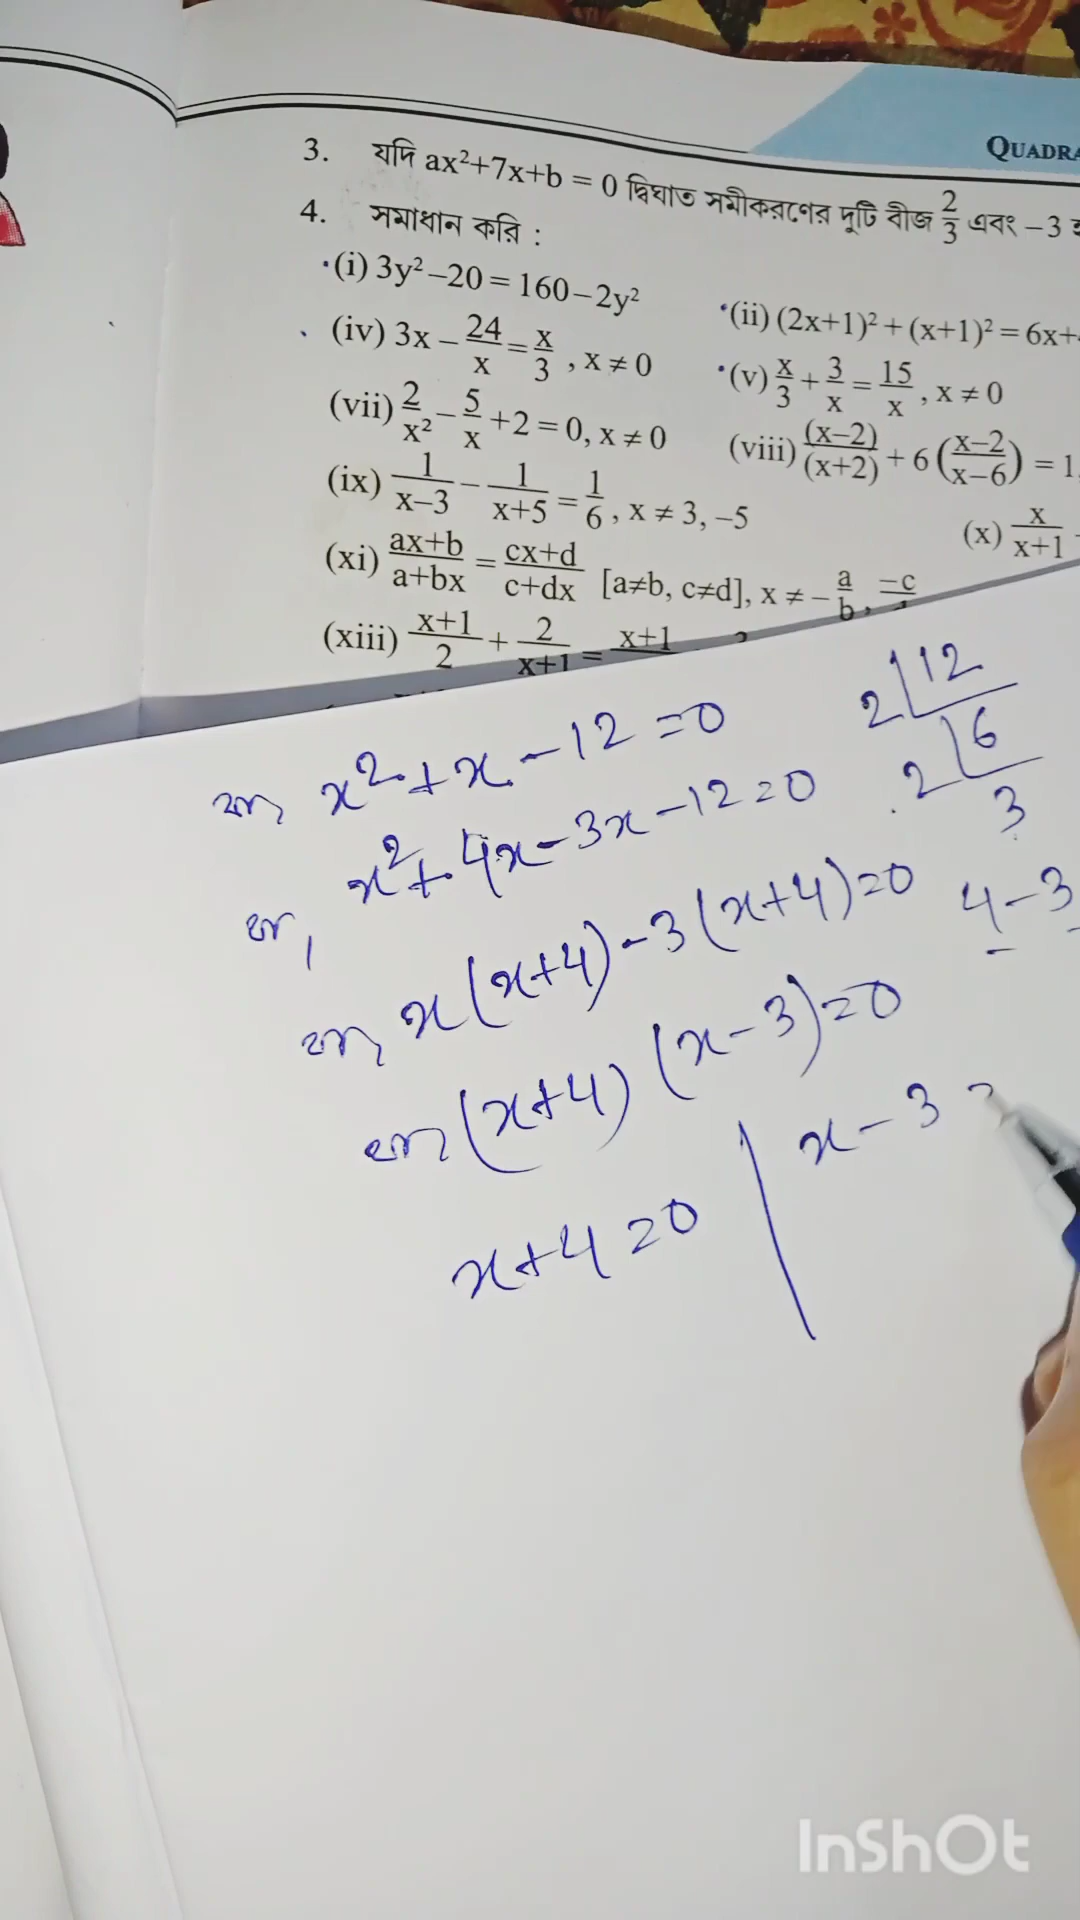 QUADRA
3. যদি ax²+7x+b = 0 দ্বিঘাত সমীকরণের দুটি বীজ 2/3 এবং –3
4. সমাধান করি :
(i) 3y²–20 = 160–2y²
(ii) (2x+1)²+(x+1)² = 6x+
(iv) 3x – 24/x = x/3 , x ≠ 0
(v) x/3 + 3/x = 15/x , x ≠ 0
(vii) 2/x² – 5/x +2 = 0, x ≠ 0
(viii) (x–2)/(x+2) + 6 (x–2/x–6) = 1,
(ix) 1/x–3 – 1/x+5 = 1/6 , x ≠ 3, –5
(x) x/x+1
(xi) ax+b/a+bx = cx+d/c+dx [a≠b, c≠d], x ≠ – a/b, –c
(xiii) x+1/2 + 2/x+1 = x+1
বা, x²+x-12=0
x²+4x-3x-12=0
বা,
বা, x(x+4)-3(x+4)=0
বা (x+4)(x-3)=0
x+4=0
x-3
2 12
2 6
3
4-3
InShOt